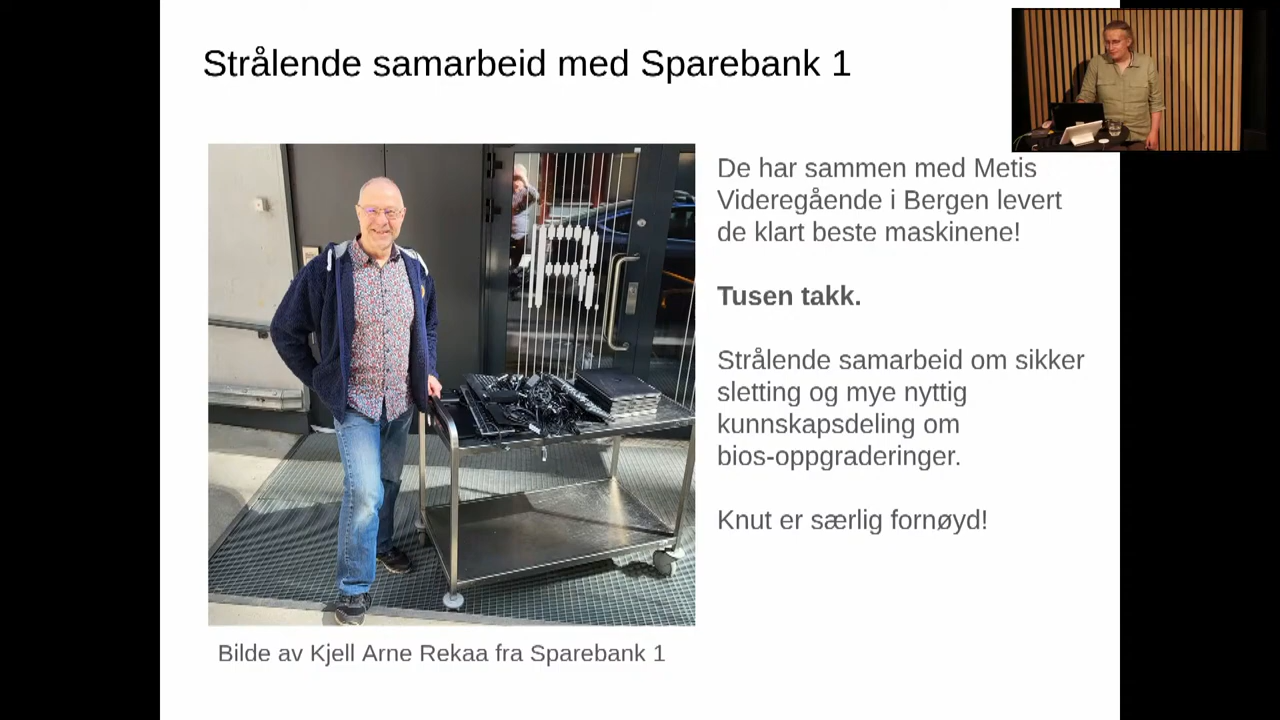 Strålende samarbeid med Sparebank 1
De har sammen med Metis
Videregående i Bergen levert
de klart beste maskinene!
Tusen takk.
Strålende samarbeid om sikker
sletting og mye nyttig
kunnskapsdeling om
bios-oppgraderinger.
Knut er særlig fornøyd!
Bilde av Kjell Arne Rekaa fra Sparebank 1